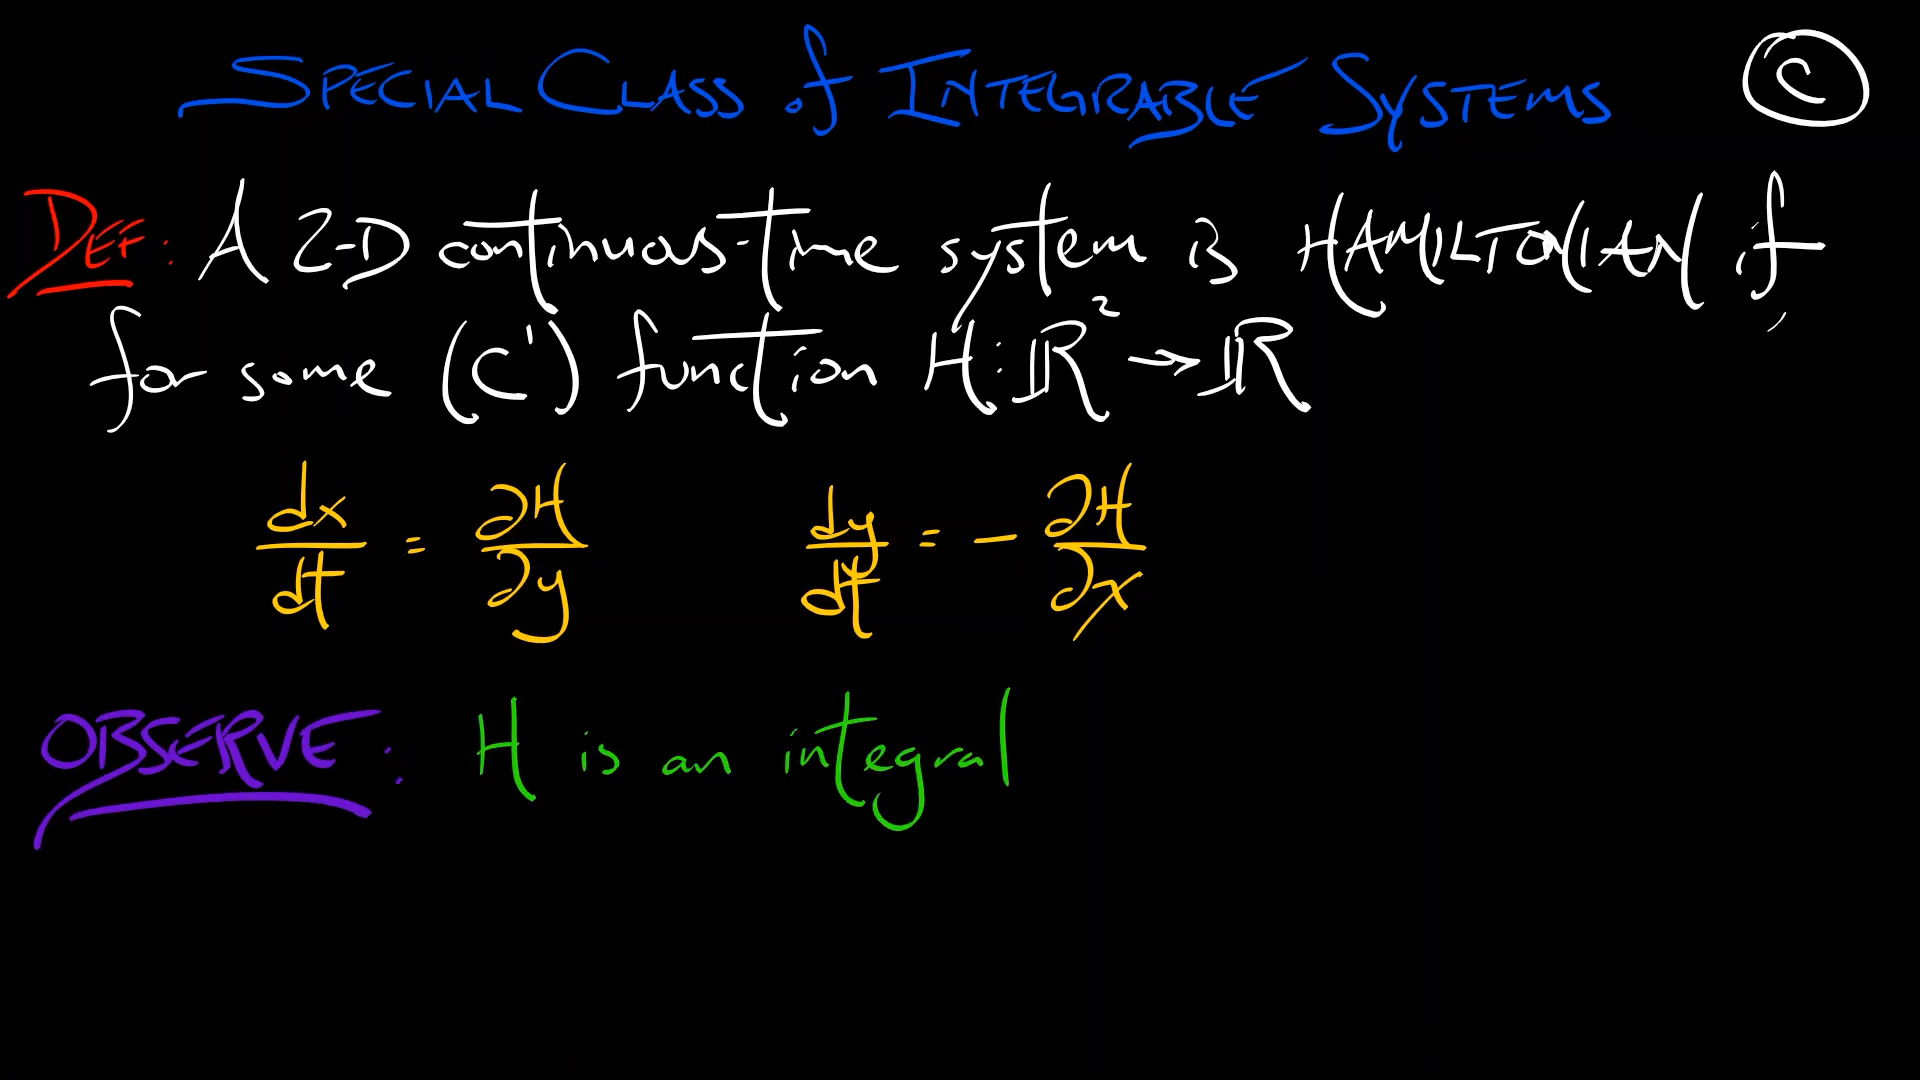 SPECIAL CLASS of INTEGRABLE SYSTEMS C
DEF: A 2-D continuous-time system is HAMILTONIAN if,
for some (C¹) function H: ℝ² → ℝ
dx/dt = ∂H/∂y dy/dt = - ∂H/∂x
OBSERVE: H is an integral